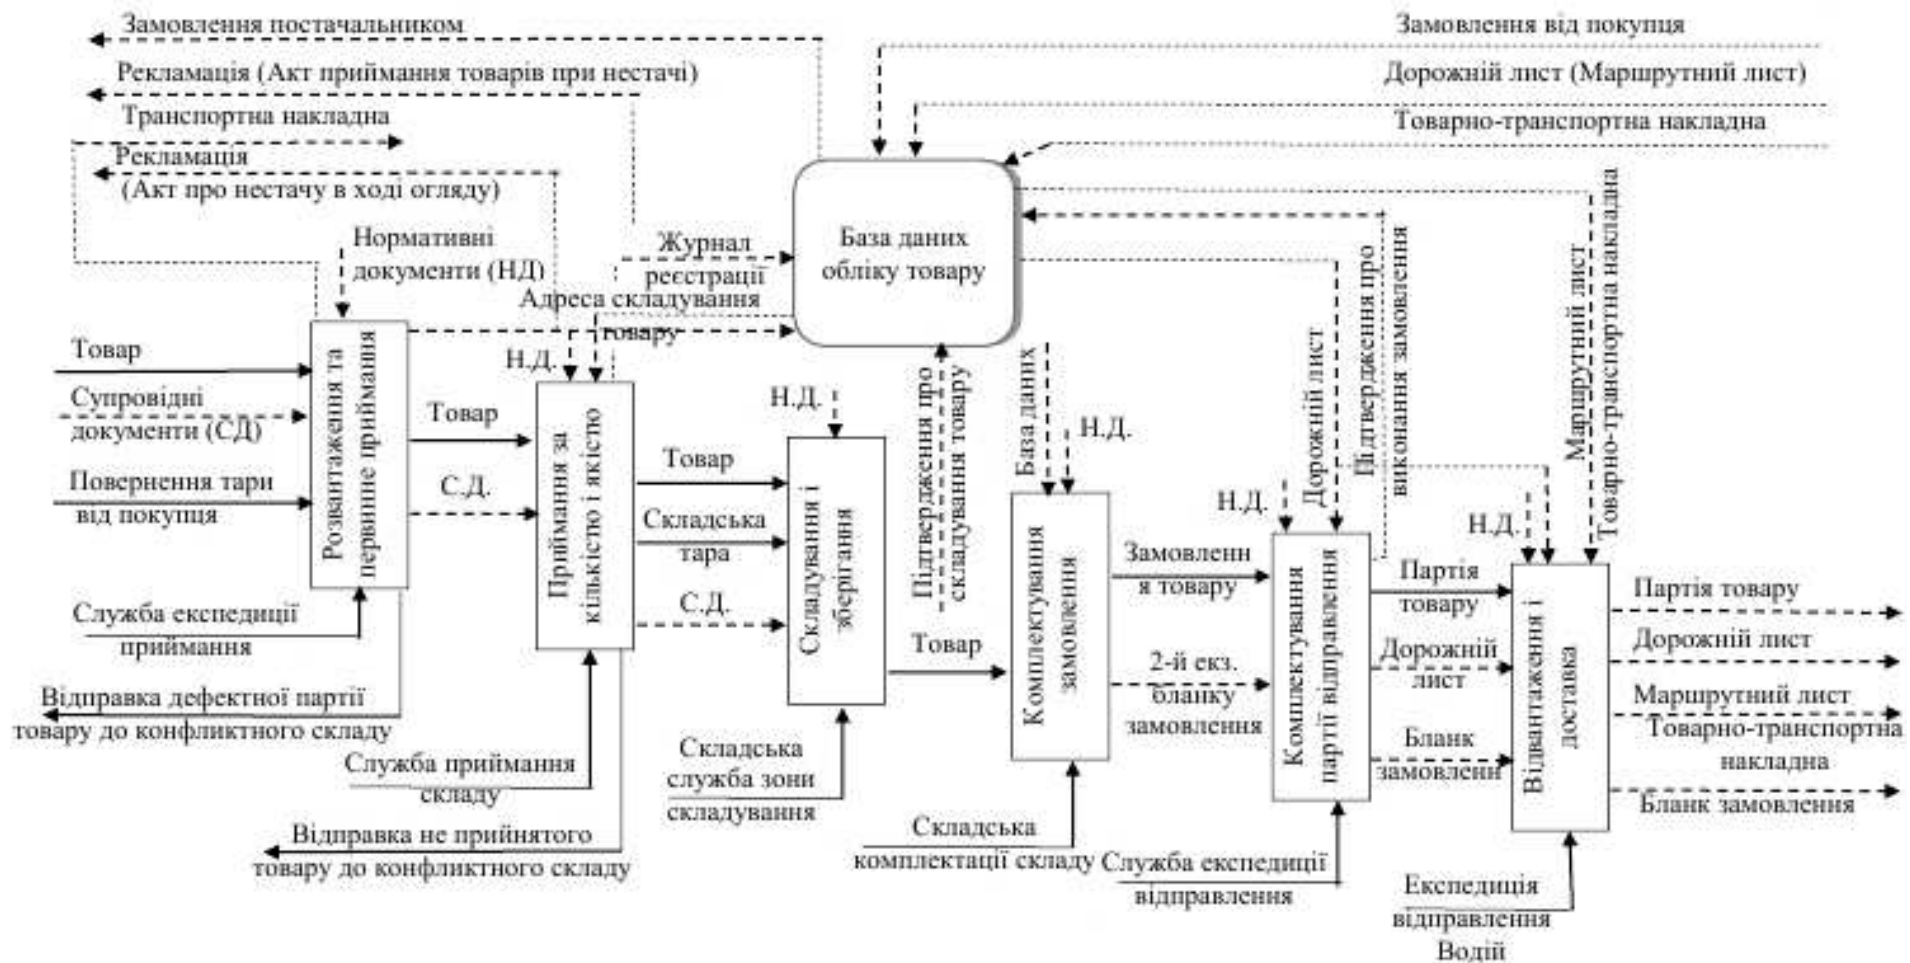 Замовлення постачальником
Рекламація (Акт приймання товарів при нестачі)
Транспортна накладна
Рекламація
(Акт про нестачу в ході огляду)
Замовлення від покупця
Дорожній лист (Маршрутний лист)
Товарно-транспортна накладна
Нормативні
документи (НД)
Журнал
реєстрації
Адреса складування
товару
База даних
обліку товару
Товар
Супровідні
документи (СД)
Повернення тари
від покупця
Розвантаження та
первинне приймання
Служба експедиції
приймання
Відправка дефектної партії
товару до конфликтного складу
Товар
С.Д.
Н.Д.
Приймання за
кількістю і якістю
Служба приймання
складу
Відправка не прийнятого
товару до конфликтного складу
Товар
Складська
тара
С.Д.
Н.Д.
Складування і
зберігання
Складська
служба зони
складування
Підтвердження про
складування товару
Товар
База даних
Н.Д.
Комплектування
замовлення
Складська
комплектації складу
Замовленн
я товару
2-й екз.
бланку
замовлення
Н.Д.
Дорожній лист
Підтвердження про
виконання замовлення
Комплектування
партії відправлення
Служба експедиції
відправлення
Партія
товару
Дорожній
лист
Бланк
замовленн
Н.Д.
Маршрутний лист
Товарно-транспортна накладна
Відвантаження і
доставка
Експедиція
відправлення
Водій
Партія товару
Дорожній лист
Маршрутний лист
Товарно-транспортна
накладна
Бланк замовлення